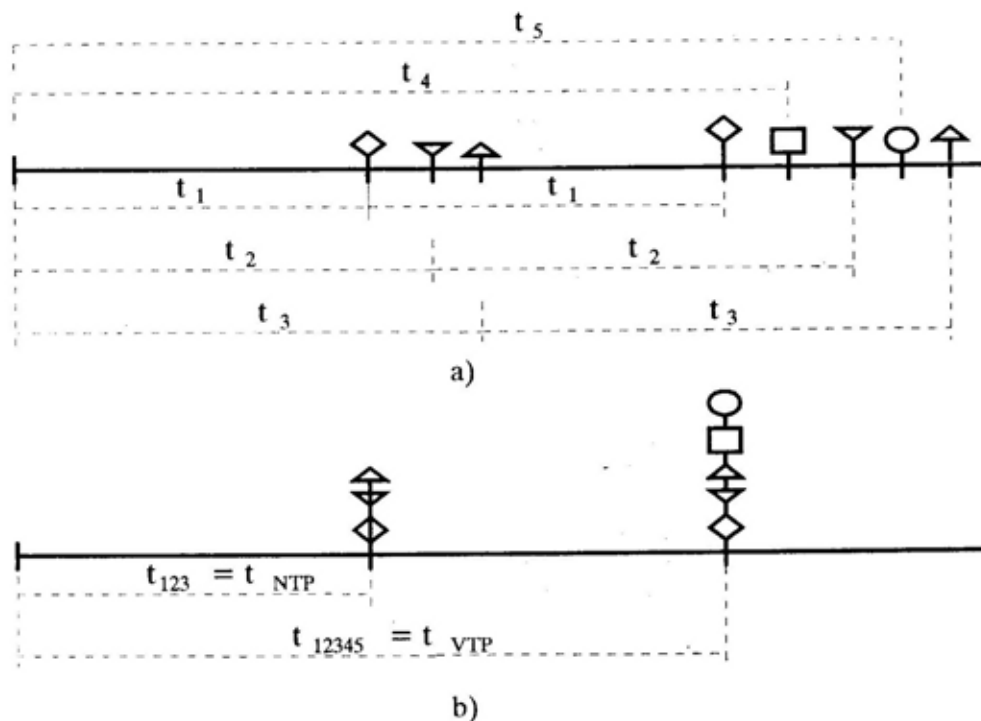 t 5
t 4
t 1 t 1
t 2 t 2
t 3 t 3
a)
t 123 = t NTP
t 12345 = t VTP
b)